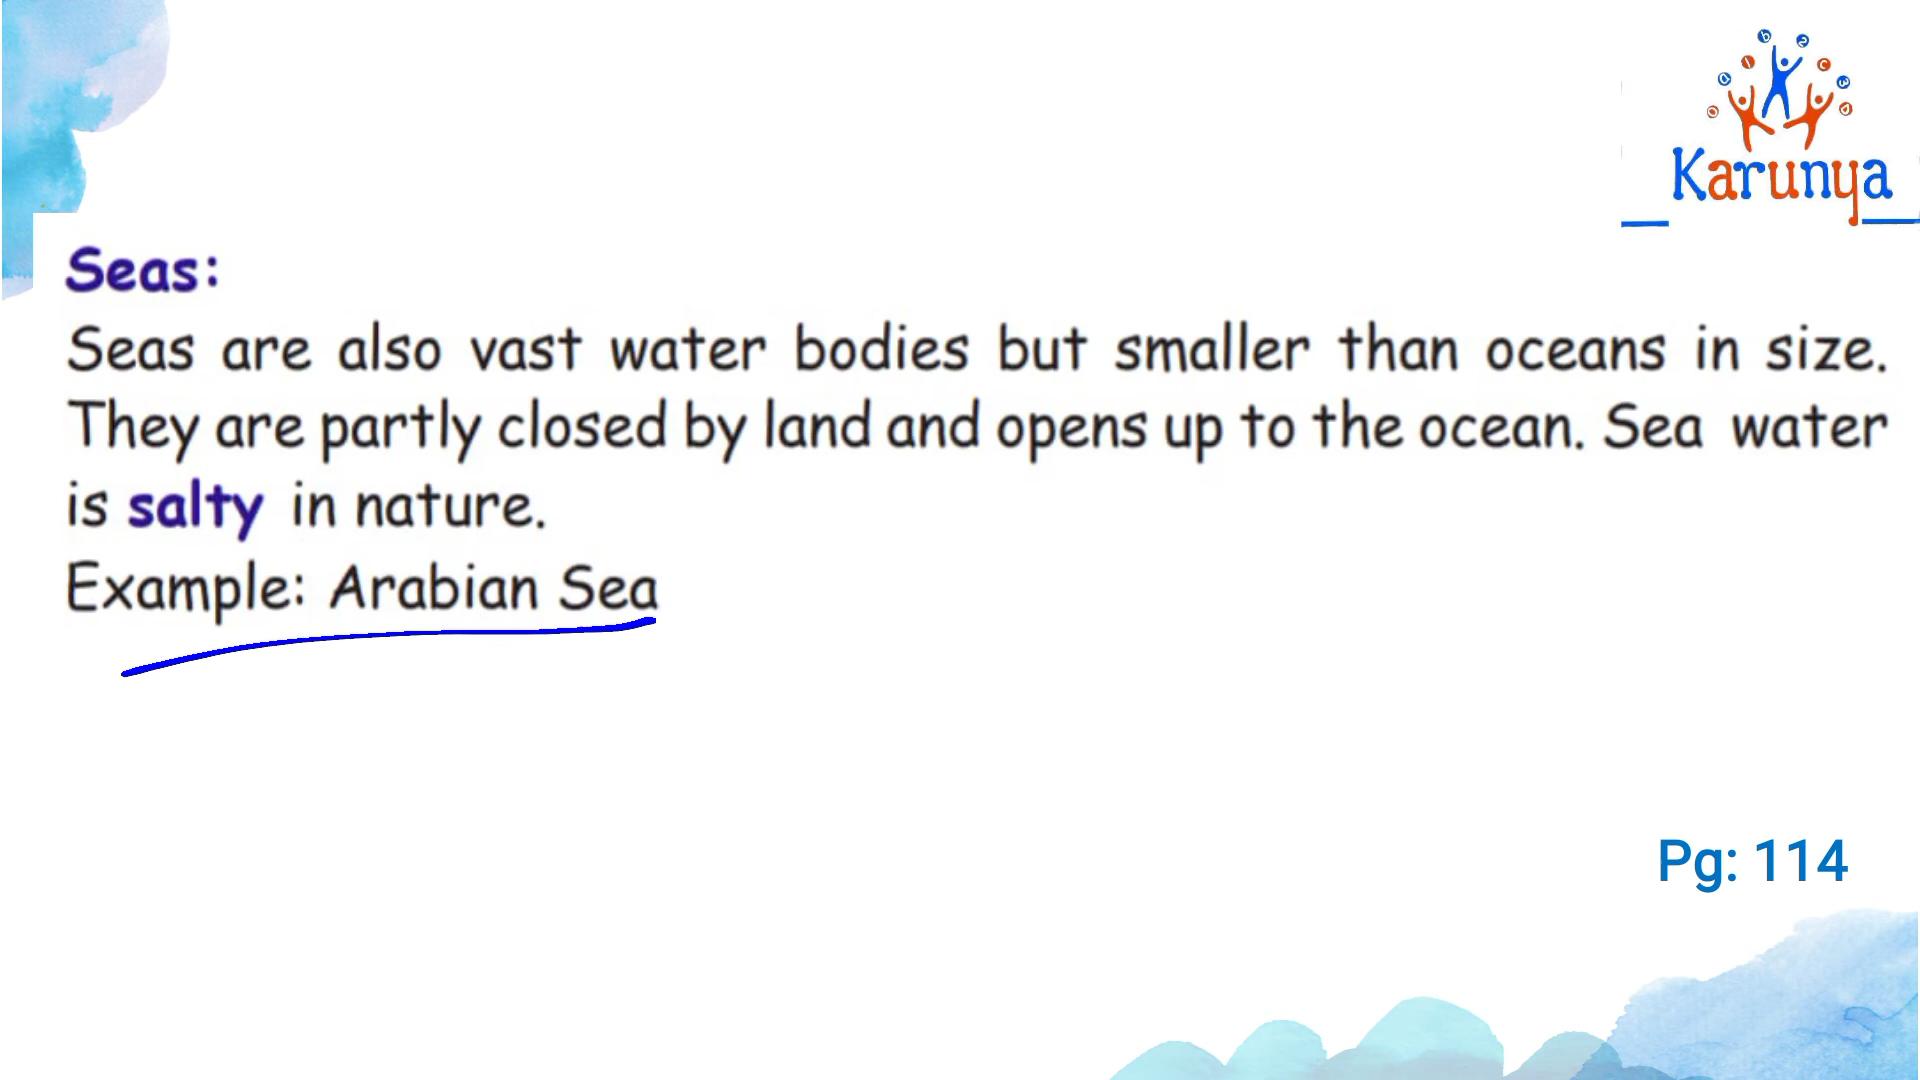 Karunya
Seas:
Seas are also vast water bodies but smaller than oceans in size.
They are partly closed by land and opens up to the ocean. Sea water
is salty in nature.
Example: Arabian Sea
Pg: 114